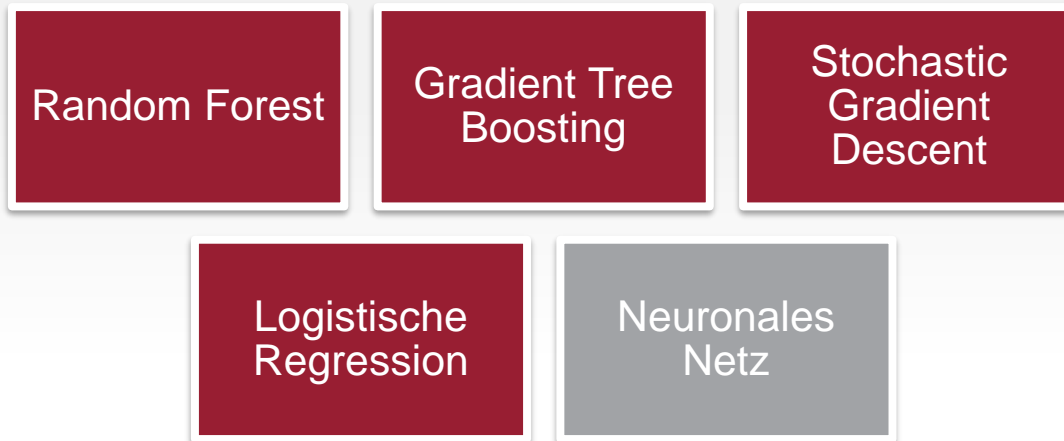 Random Forest
Gradient Tree
Boosting
Stochastic
Gradient
Descent
Logistische
Regression
Neuronales
Netz